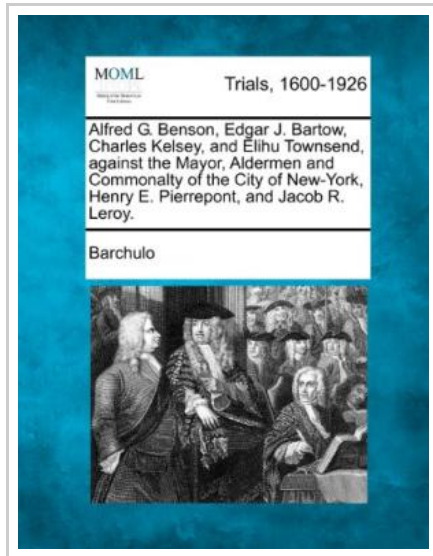 MOML
Trials, 1600-1926
Alfred G. Benson, Edgar J. Bartow,
Charles Kelsey, and Elihu Townsend,
against the Mayor, Aldermen and
Commonalty of the City of New-York,
Henry E. Pierrepont, and Jacob R.
Leroy.
Barchulo